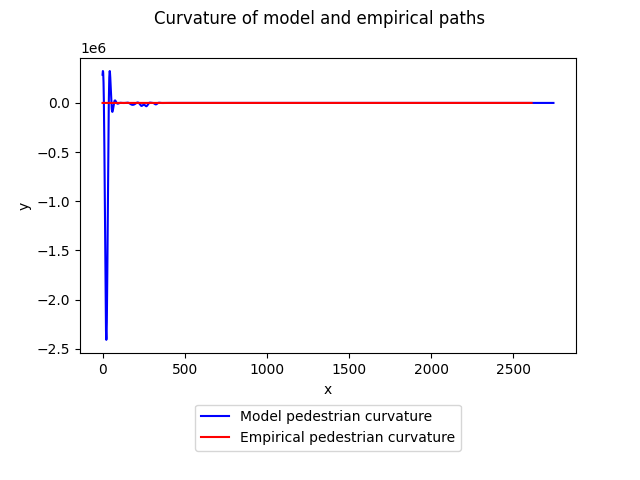 Curvature of model and empirical paths
1e6
0.0
−0.5
−1.0
−1.5
−2.0
−2.5
y
0 500 1000 1500 2000 2500
x
Model pedestrian curvature
Empirical pedestrian curvature